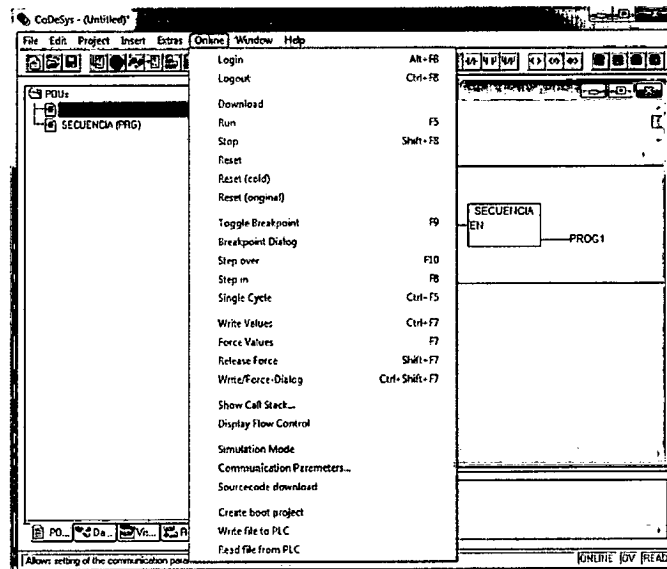 CoDeSys - (Untitled)*
File Edit Project Insert Extras Online Window Help
POUs
SECUENCIA (PRG)
Login Alt+F8
Logout Ctrl+F8
Download
Run F5
Stop Shift+F8
Reset
Reset (cold)
Reset (original)
Toggle Breakpoint F9
Breakpoint Dialog
Step over F10
Step in F8
Single Cycle Ctrl+F5
Write Values Ctrl+F7
Force Values F7
Release Force Shift+F7
Write/Force-Dialog Ctrl+Shift+F7
Show Call Stack...
Display Flow Control
Simulation Mode
Communication Parameters...
Sourcecode download
Create boot project
Write file to PLC
Read file from PLC
SECUENCIA
EN
PROG1
PO... Da... Vi... R
Allows setting of the communication para
ONLINE OV READ